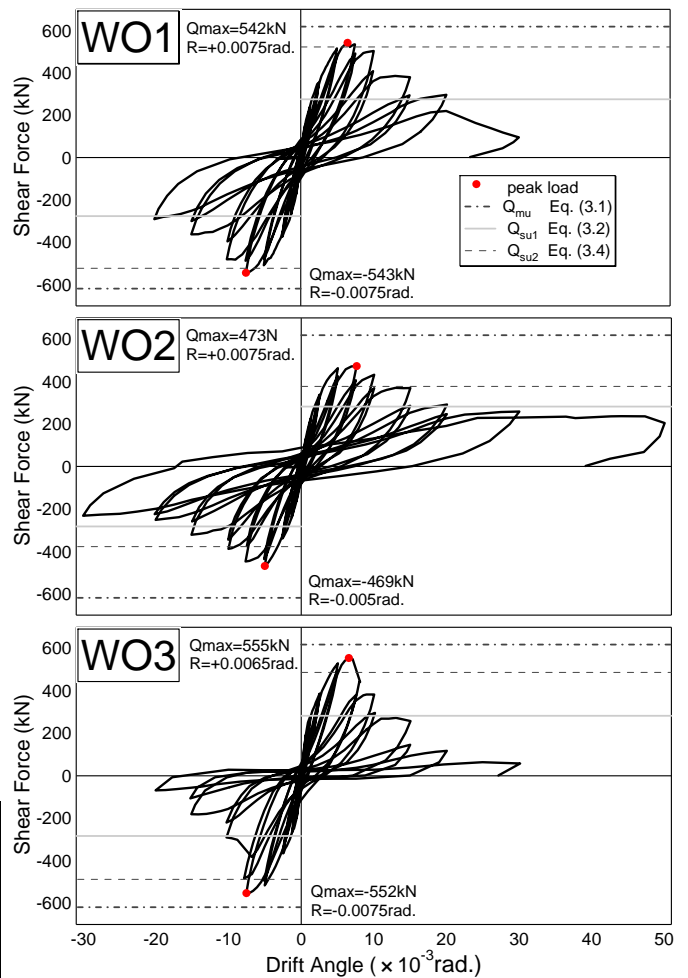 WO1
Qmax=542kN
R=+0.0075rad.
600
400
200
0
-200
-400
-600
Shear Force (kN)
peak load
Qmu Eq. (3.1)
Qsu1 Eq. (3.2)
Qsu2 Eq. (3.4)
Qmax=-543kN
R=-0.0075rad.
WO2
Qmax=473N
R=+0.0075rad.
600
400
200
0
-200
-400
-600
Shear Force (kN)
Qmax=-469kN
R=-0.005rad.
WO3
Qmax=555kN
R=+0.0065rad.
600
400
200
0
-200
-400
-600
Shear Force (kN)
Qmax=-552kN
R=-0.0075rad.
-30 -20 -10 0 10 20 30 40 50
Drift Angle (×10⁻³rad.)